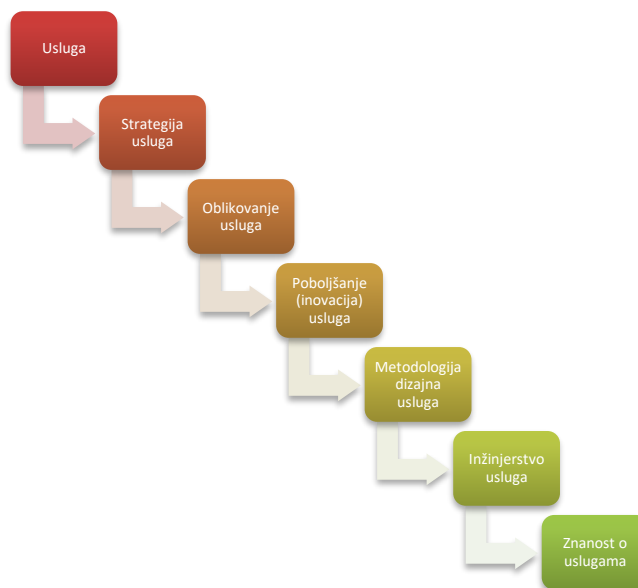 Usluga
Strategija
usluga
Oblikovanje
usluga
Poboljšanje
(inovacija)
usluga
Metodologija
dizajna
usluga
Inžinjerstvo
usluga
Znanost o
uslugama